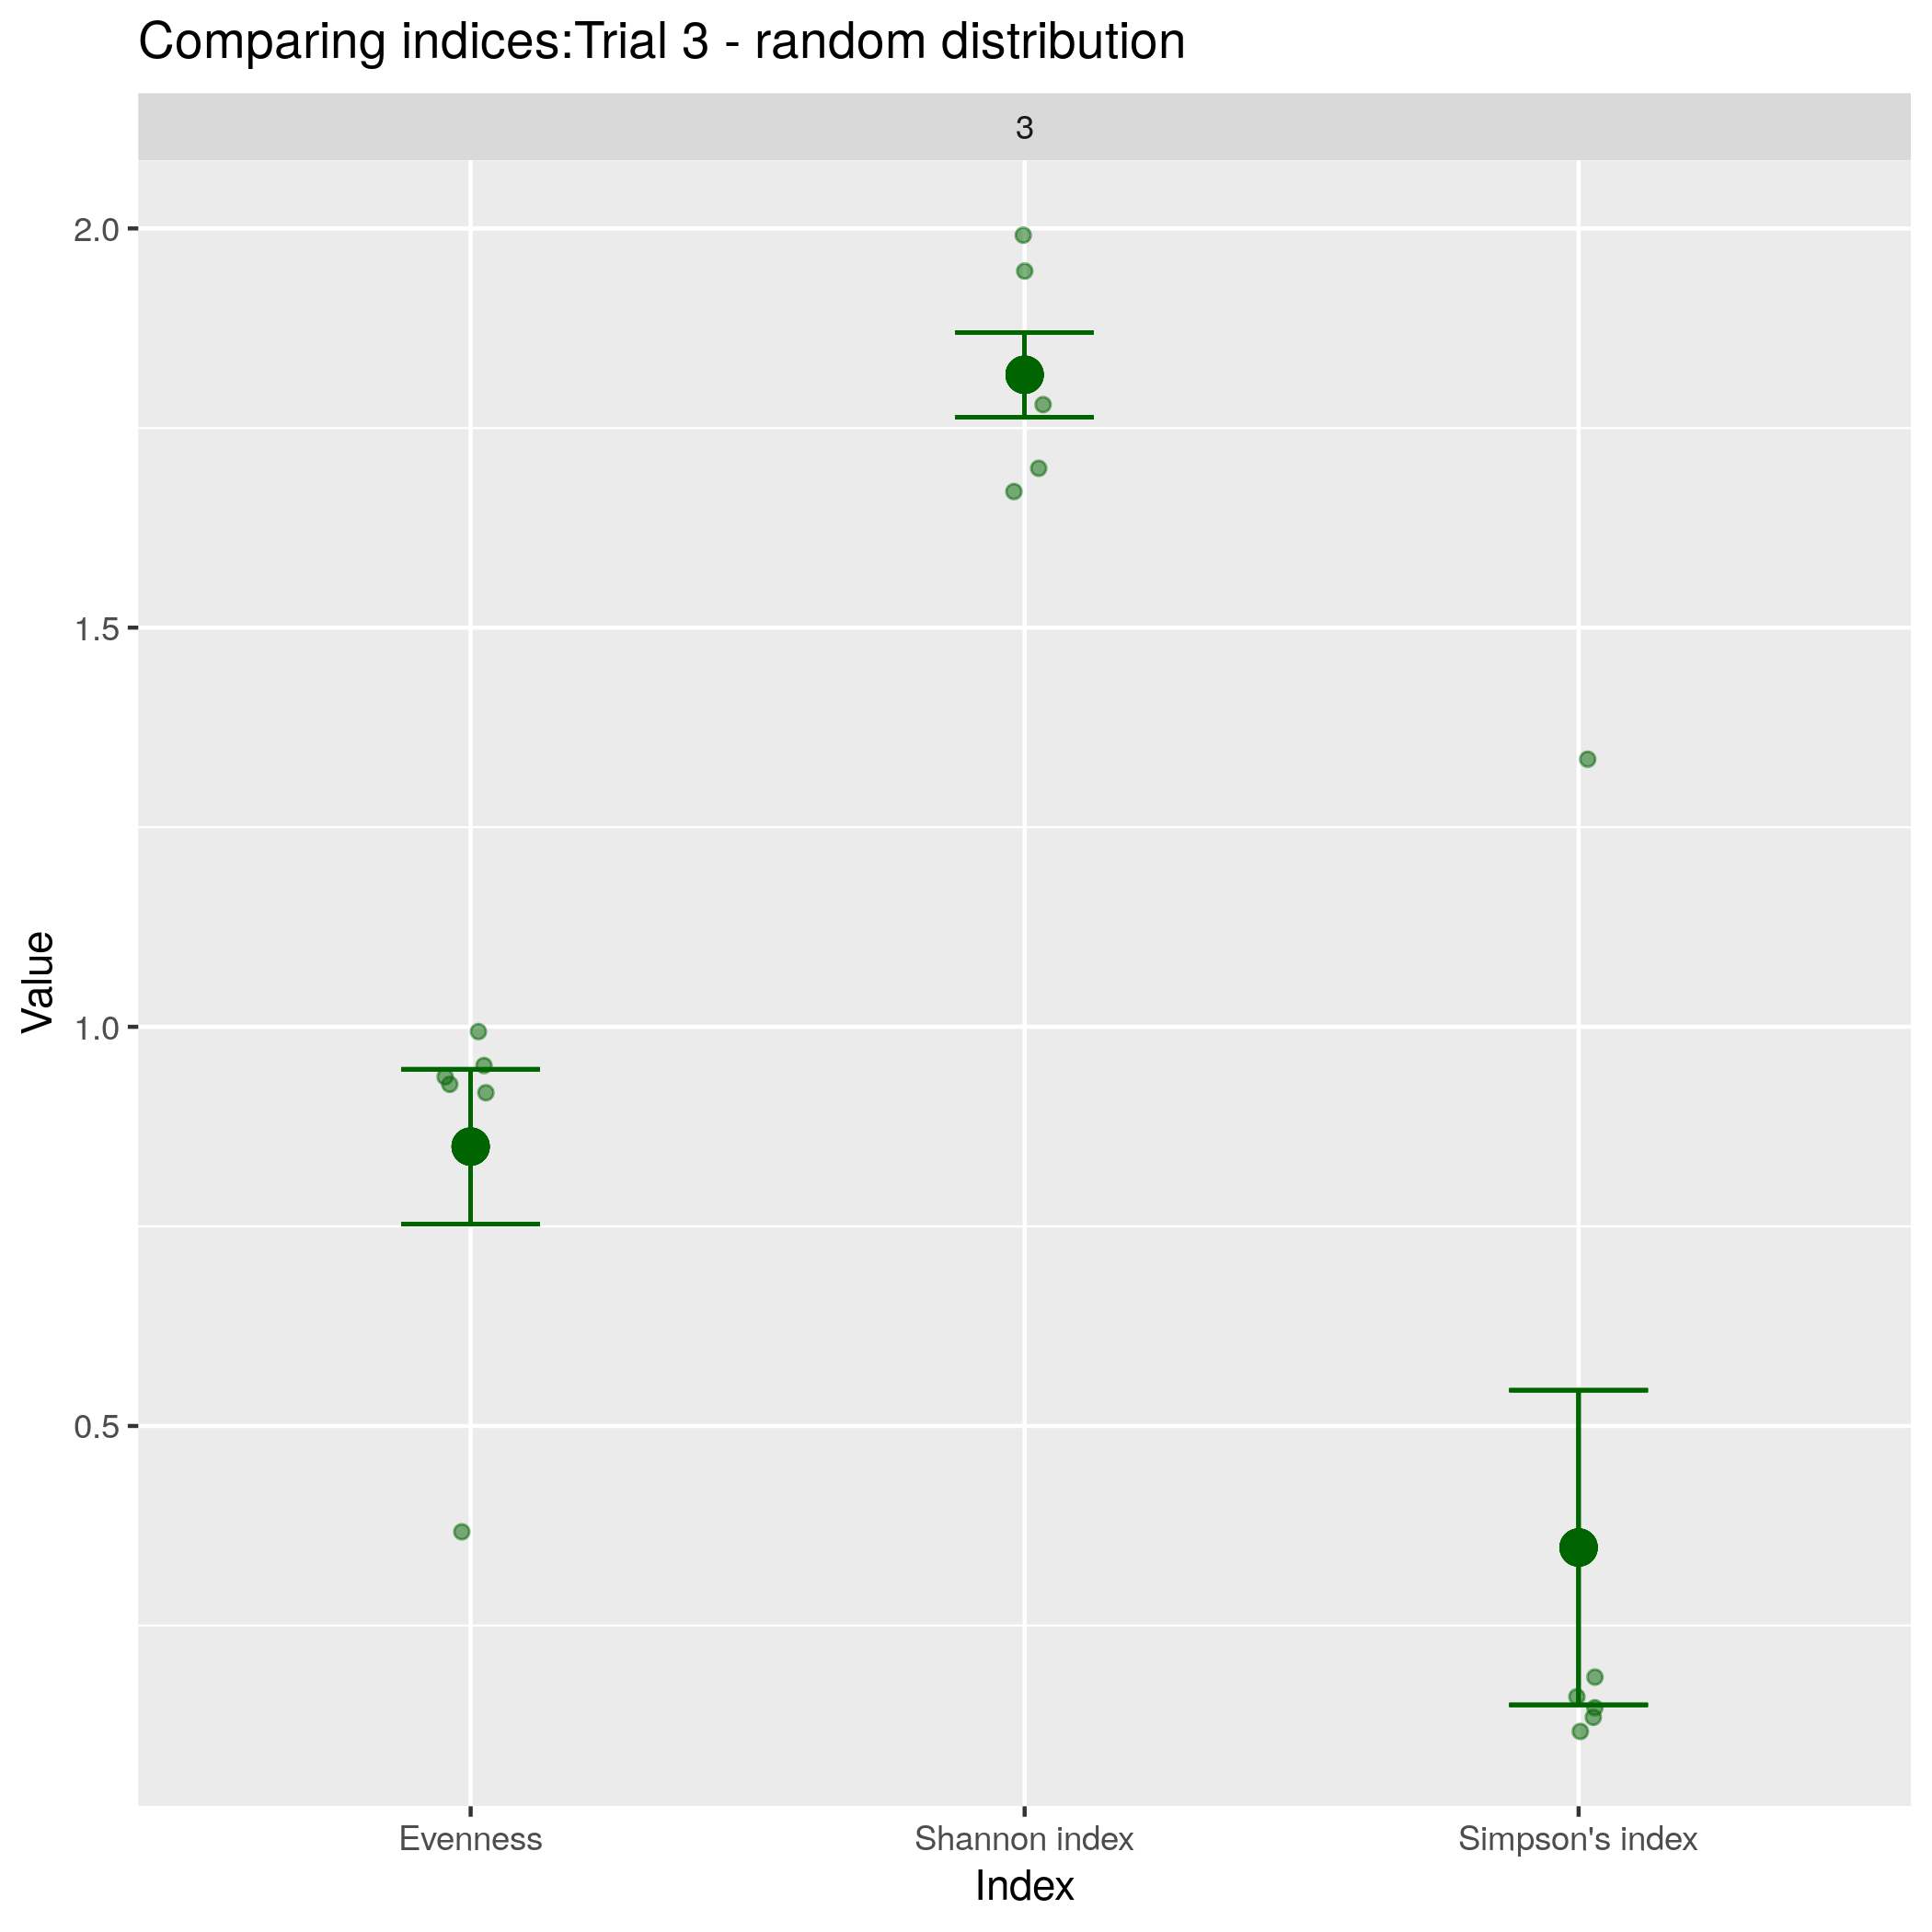 Comparing indices:Trial 3 - random distribution
3
2.0
1.5
1.0
0.5
Value
Evenness
Shannon index
Simpson's index
Index